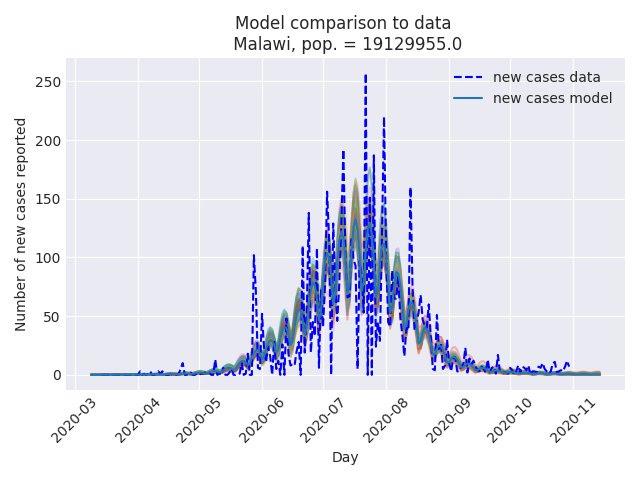 Model comparison to data
Malawi, pop. = 19129955.0
new cases data
new cases model
Number of new cases reported
250
200
150
100
50
0
2020-03
2020-04
2020-05
2020-06
2020-07
2020-08
2020-09
2020-10
2020-11
Day